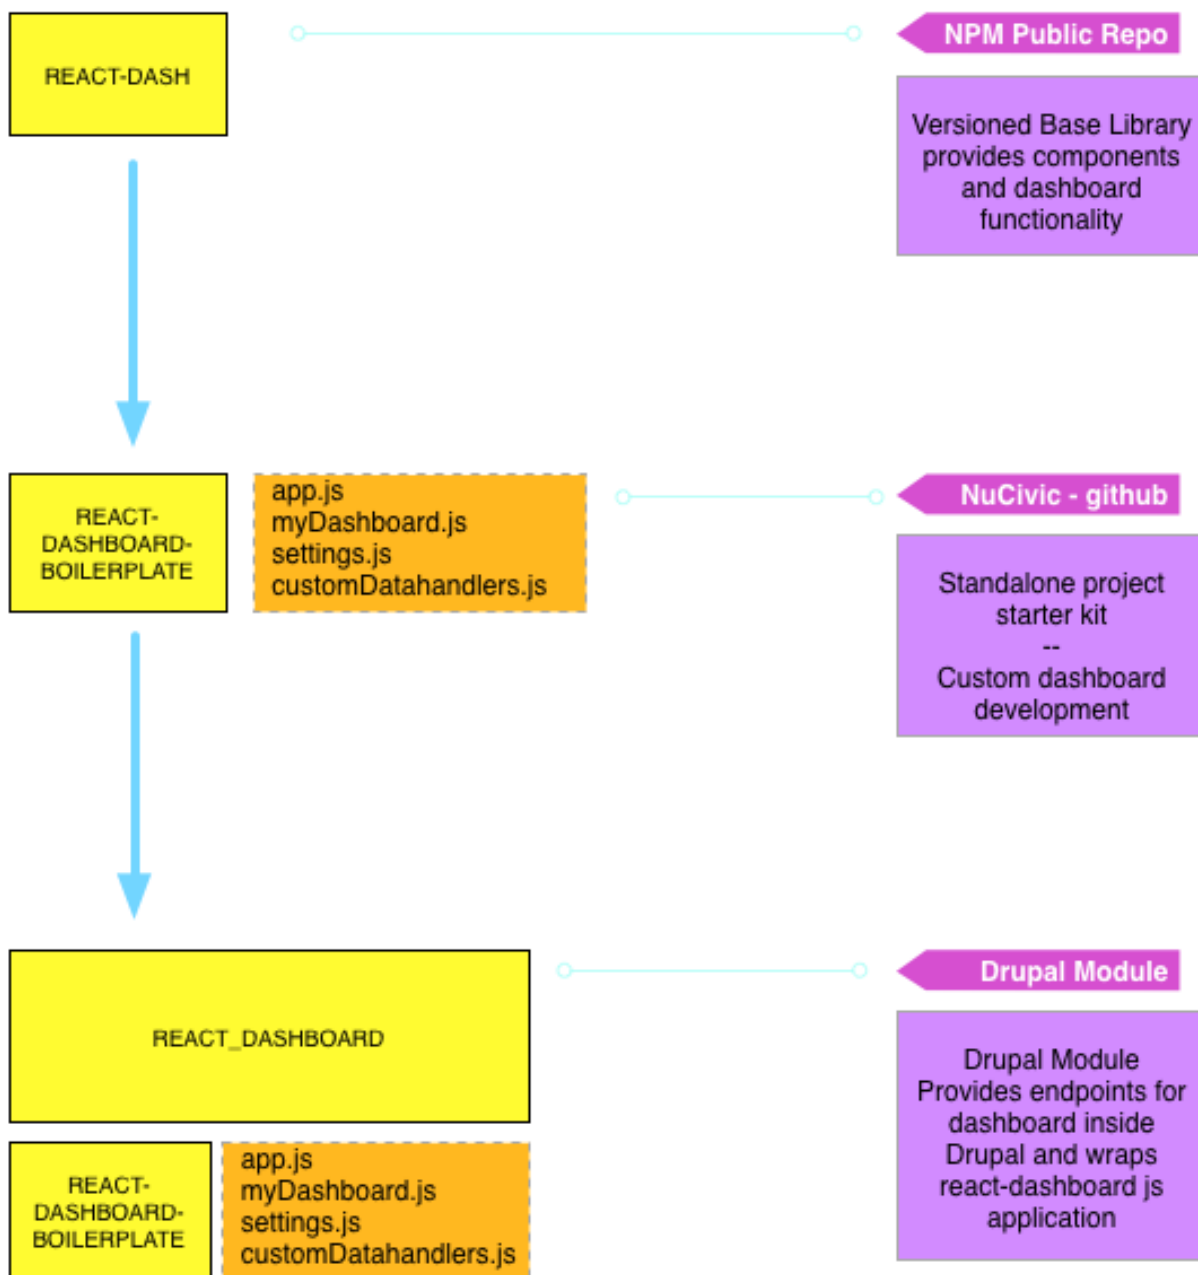 REACT-DASH
NPM Public Repo
Versioned Base Library
provides components
and dashboard
functionality
REACT-
DASHBOARD-
BOILERPLATE
app.js
myDashboard.js
settings.js
customDatahandlers.js
NuCivic - github
Standalone project
starter kit
--
Custom dashboard
development
REACT_DASHBOARD
Drupal Module
Drupal Module
Provides endpoints for
dashboard inside
Drupal and wraps
react-dashboard js
application
REACT-
DASHBOARD-
BOILERPLATE
app.js
myDashboard.js
settings.js
customDatahandlers.js